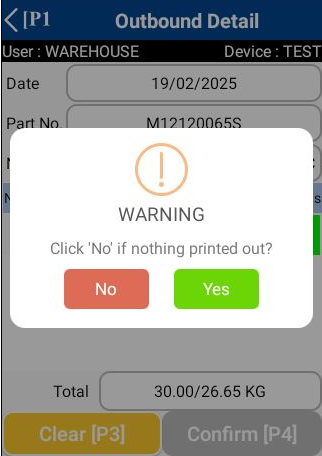 [P1 Outbound Detail
User : WAREHOUSE Device : TEST
Date 19/02/2025
Part No. M12120065S
WARNING
Click 'No' if nothing printed out?
No Yes
Total 30.00/26.65 KG
Clear [P3] Confirm [P4]